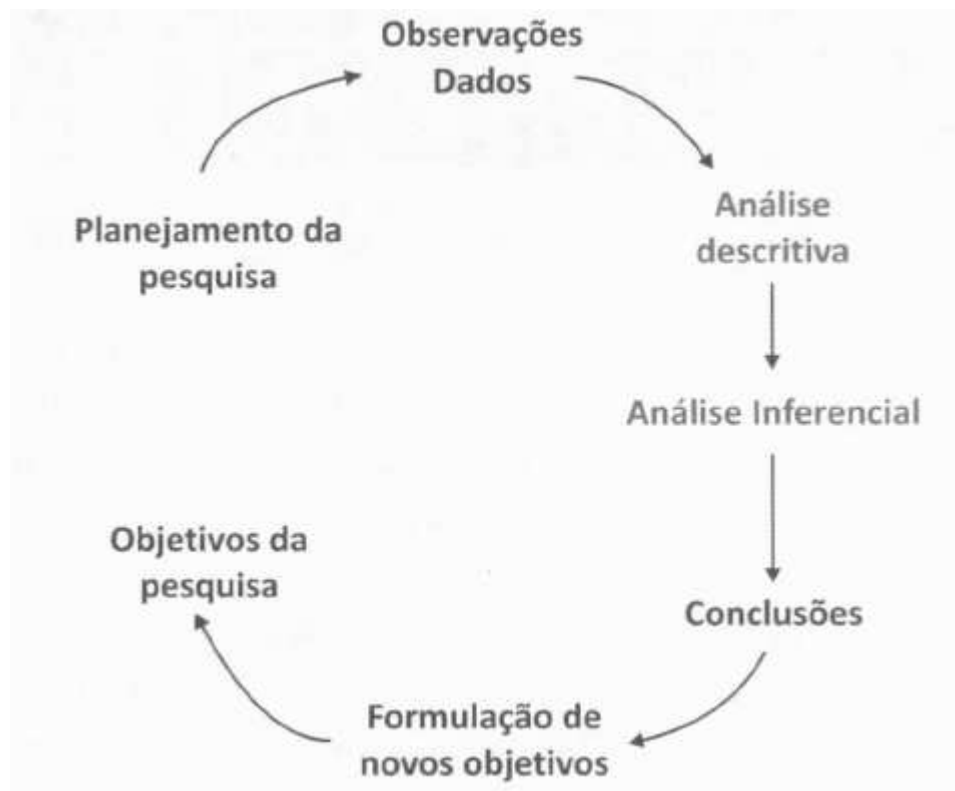 Observações
Dados
Análise
descritiva
Análise Inferencial
Conclusões
Formulação de
novos objetivos
Objetivos da
pesquisa
Planejamento da
pesquisa